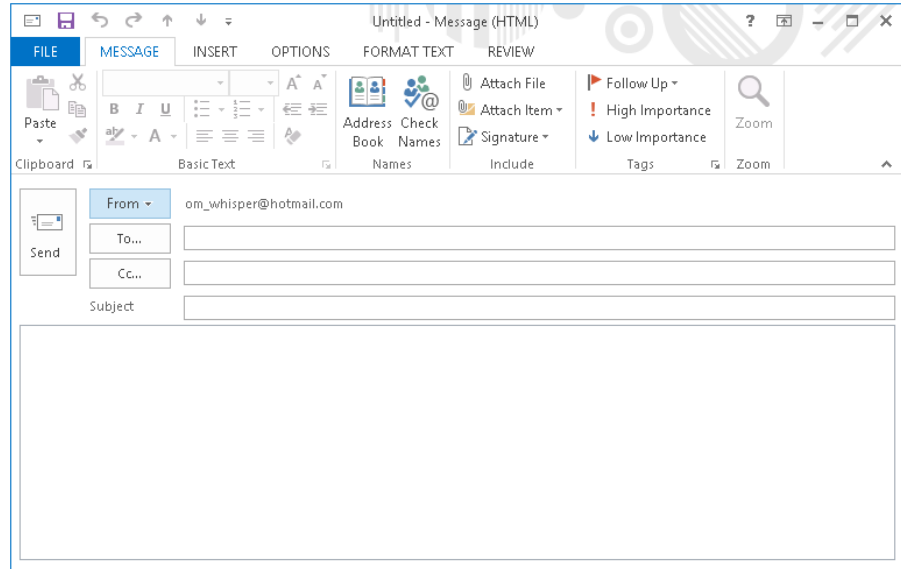 Untitled - Message (HTML) ?
FILE MESSAGE INSERT OPTIONS FORMAT TEXT REVIEW
Paste
Clipboard
B I U
aby A
A A
Basic Text
Address Book
Check Names
Names
Attach File
Attach Item
Signature
Include
Follow Up
! High Importance
Low Importance
Tags
Zoom
Zoom
Send
From om_whisper@hotmail.com
To...
Cc...
Subject